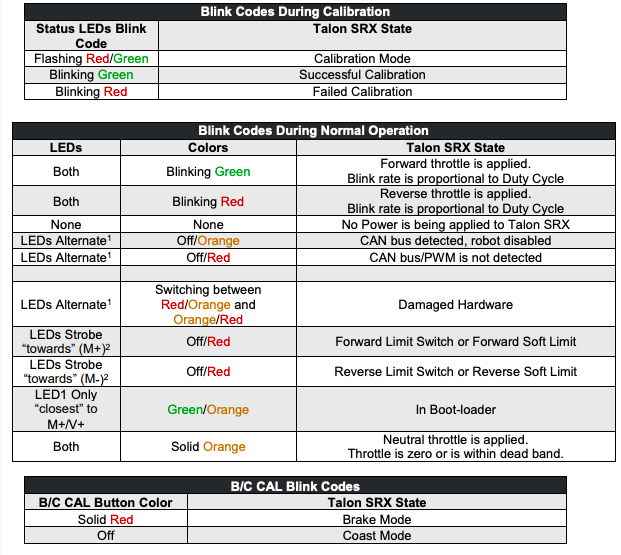 Blink Codes During Calibration
Status LEDs Blink Code
Talon SRX State
Flashing Red/Green
Calibration Mode
Blinking Green
Successful Calibration
Blinking Red
Failed Calibration
Blink Codes During Normal Operation
LEDs
Colors
Talon SRX State
Both
Blinking Green
Forward throttle is applied.
Blink rate is proportional to Duty Cycle
Both
Blinking Red
Reverse throttle is applied.
Blink rate is proportional to Duty Cycle
None
None
No Power is being applied to Talon SRX
LEDs Alternate¹
Off/Orange
CAN bus detected, robot disabled
LEDs Alternate¹
Off/Red
CAN bus/PWM is not detected
LEDs Alternate¹
Switching between
Red/Orange and
Orange/Red
Damaged Hardware
LEDs Strobe
“towards” (M+)²
Off/Red
Forward Limit Switch or Forward Soft Limit
LEDs Strobe
“towards” (M-)²
Off/Red
Reverse Limit Switch or Reverse Soft Limit
LED1 Only
“closest” to
M+/V+
Green/Orange
In Boot-loader
Both
Solid Orange
Neutral throttle is applied.
Throttle is zero or is within dead band.
B/C CAL Blink Codes
B/C CAL Button Color
Talon SRX State
Solid Red
Brake Mode
Off
Coast Mode